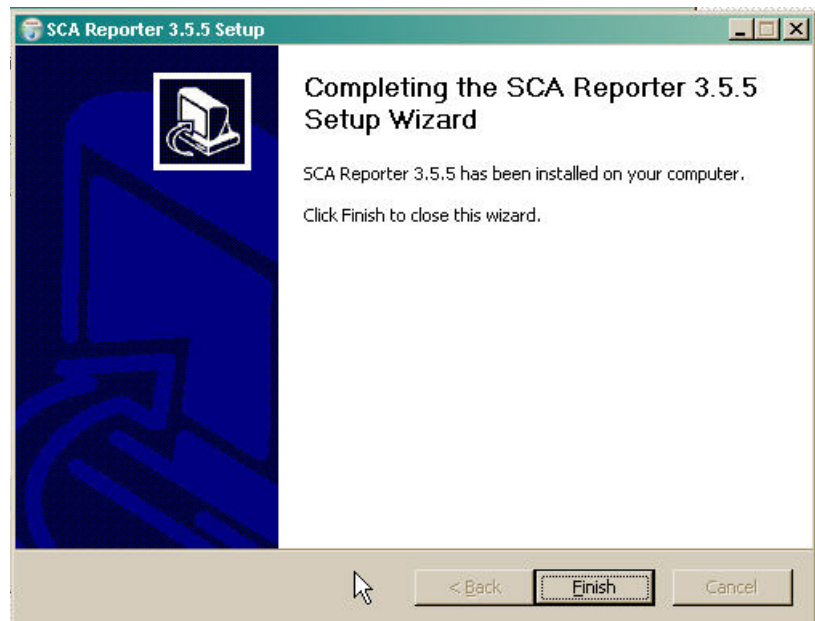 SCA Reporter 3.5.5 Setup
Completing the SCA Reporter 3.5.5
Setup Wizard
SCA Reporter 3.5.5 has been installed on your computer.
Click Finish to close this wizard.
< Back
Finish
Cancel